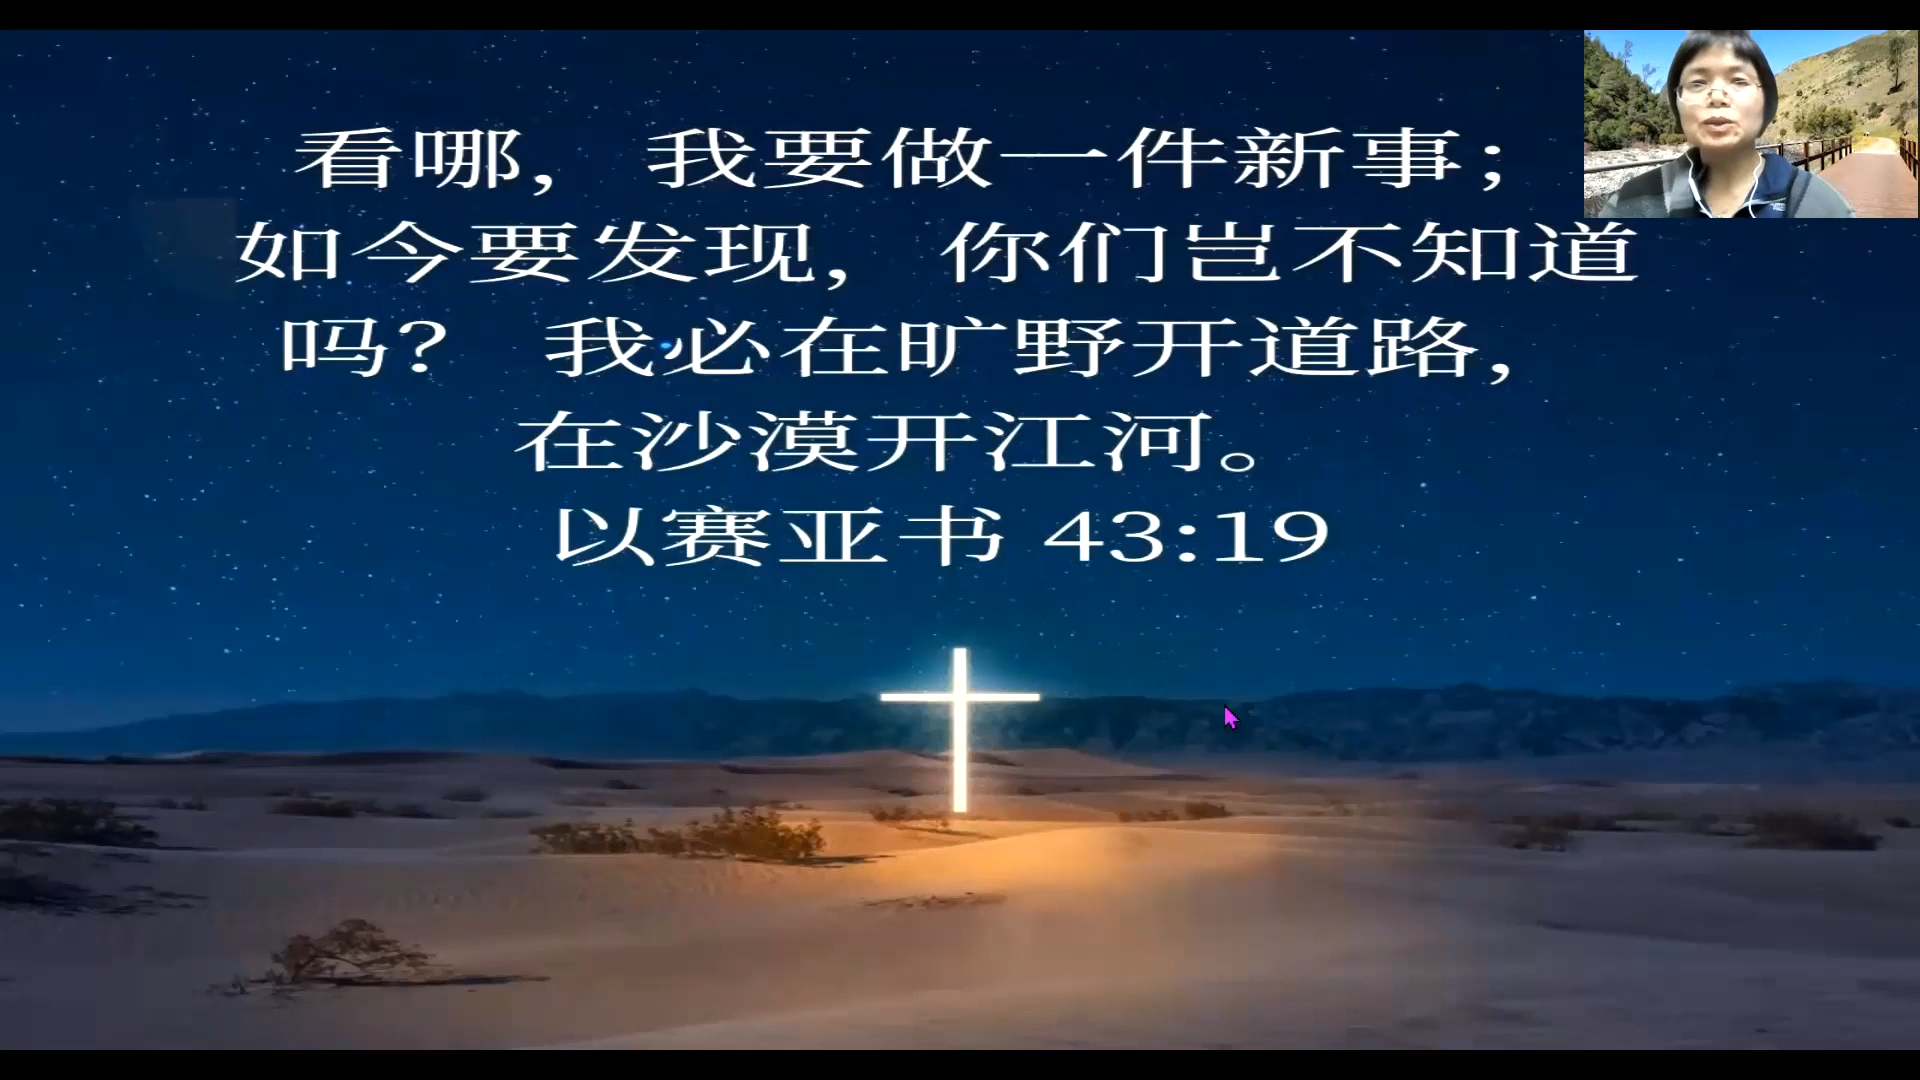 看哪， 我要做一件新事；
如今要发现， 你们岂不知道
吗？ 我必在旷野开道路，
在沙漠开江河。
以赛亚书 43:19